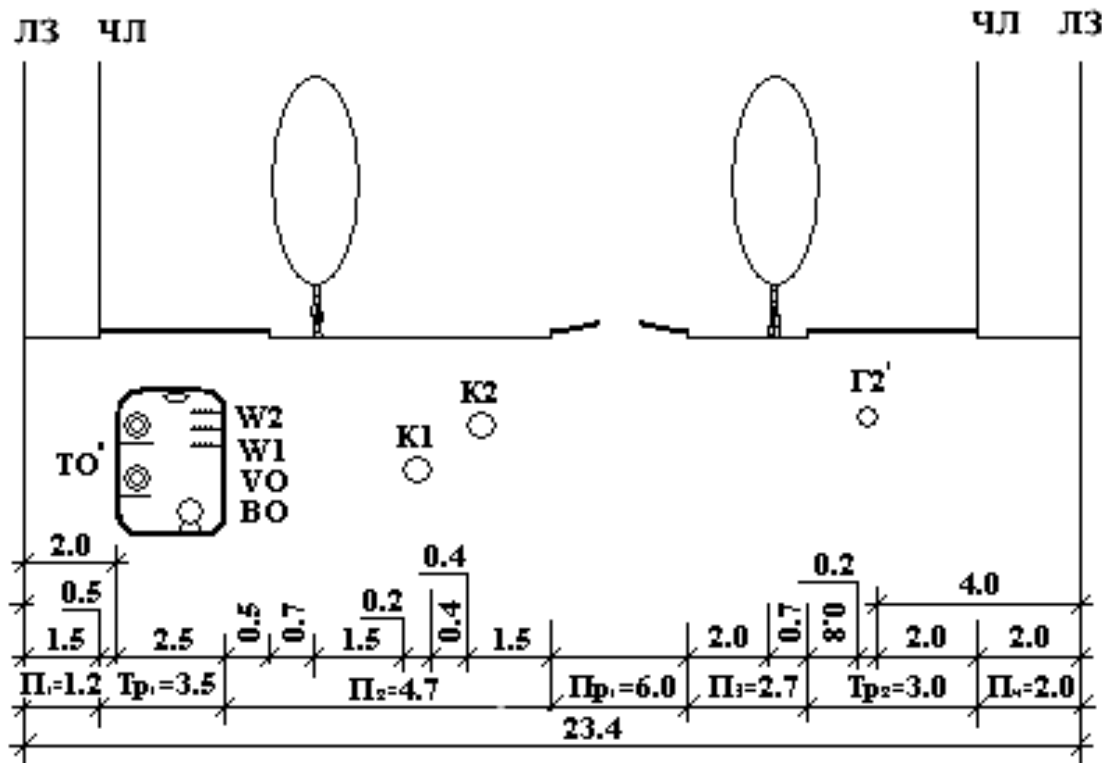 ЛЗ ЧЛ ЧЛ ЛЗ
К2 Г2'
W2
К1
W1
ТО'
VO
ВО
2.0 0.4 0.2 4.0
0.5 0.2
1.5 2.5 0.5 0.7 1.5 0.4 1.5 2.0 0.7 0.8 2.0 2.0
П₁=1.2 Тр₁=3.5 П₂=4.7 Пр₁=6.0 П₃=2.7 Тр₂=3.0 П₄=2.0
23.4